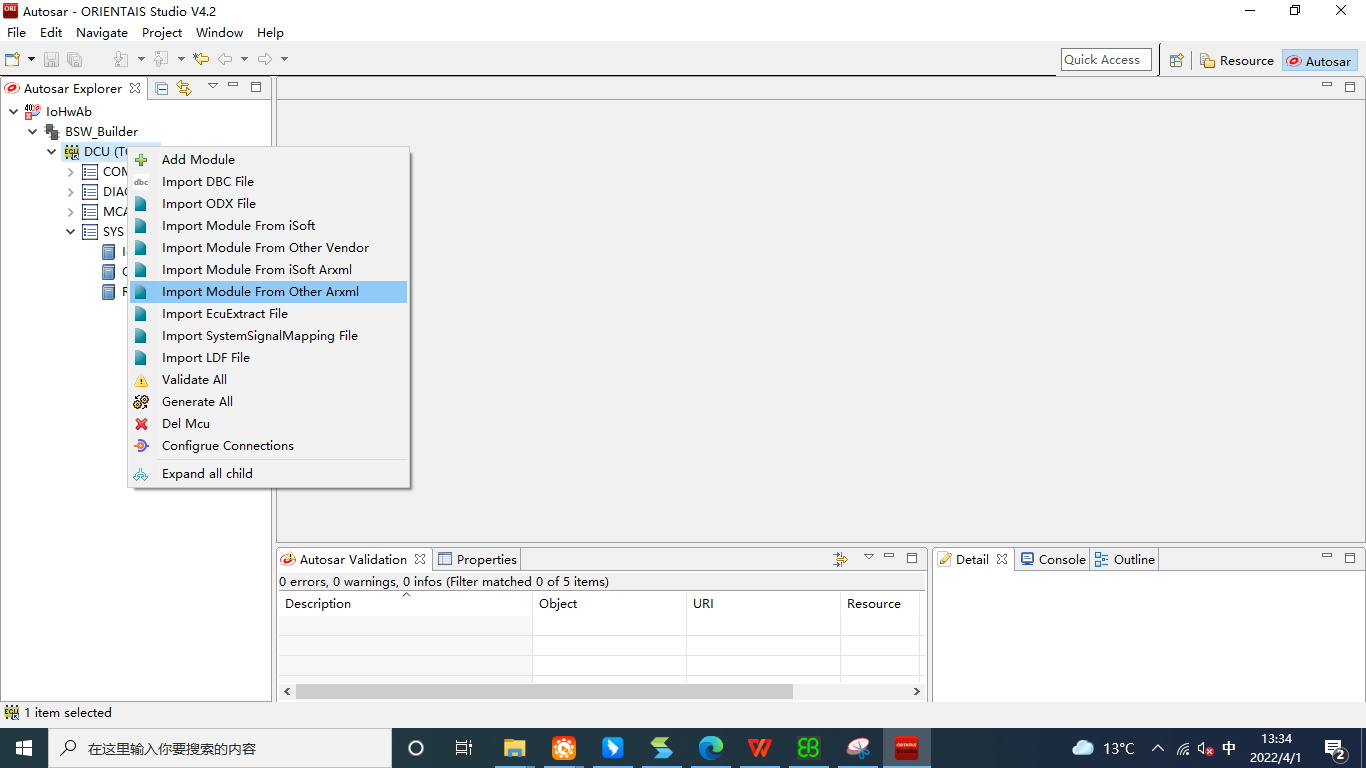 Autosar - ORIENTAIS Studio V4.2
File Edit Navigate Project Window Help
Quick Access
Resource
Autosar
Autosar Explorer
IoHwAb
BSW_Builder
DCU
SYS
Add Module
dbc Import DBC File
Import ODX File
Import Module From iSoft
Import Module From Other Vendor
Import Module From iSoft Arxml
Import Module From Other Arxml
Import EcuExtract File
Import SystemSignalMapping File
Import LDF File
Validate All
Generate All
Del Mcu
Configrue Connections
Expand all child
Autosar Validation Properties
0 errors, 0 warnings, 0 infos (Filter matched 0 of 5 items)
Description Object URI Resource
Detail Console Outline
1 item selected
在这里输入你要搜索的内容
13°C 中 13:34
2022/4/1
2